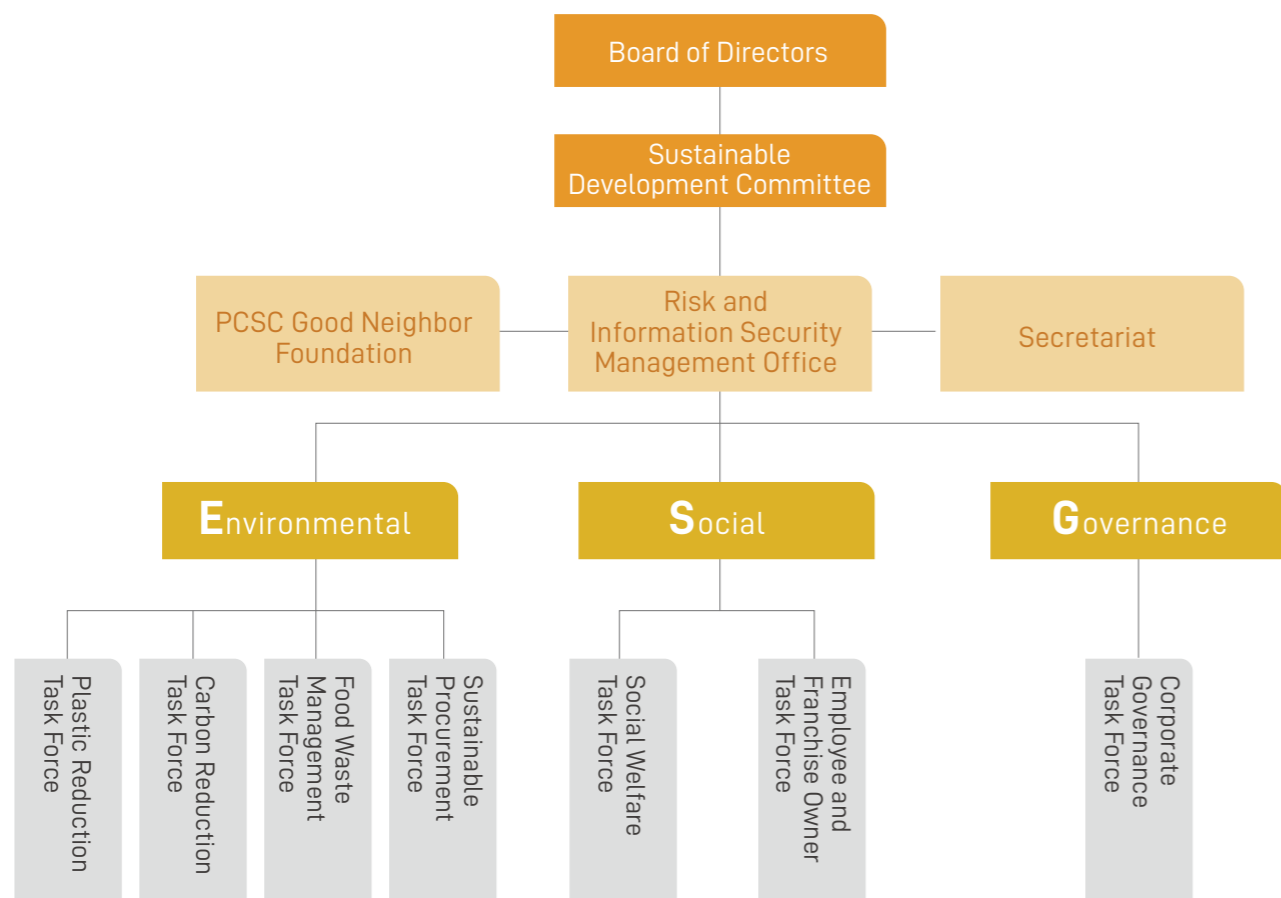 Board of Directors
Sustainable
Development Committee
PCSC Good Neighbor
Foundation
Risk and
Information Security
Management Office
Secretariat
Environmental
Social
Governance
Plastic Reduction
Task Force
Carbon Reduction
Task Force
Food Waste
Management
Task Force
Sustainable
Procurement
Task Force
Social Welfare
Task Force
Employee and
Franchise Owner
Task Force
Corporate
Governance
Task Force